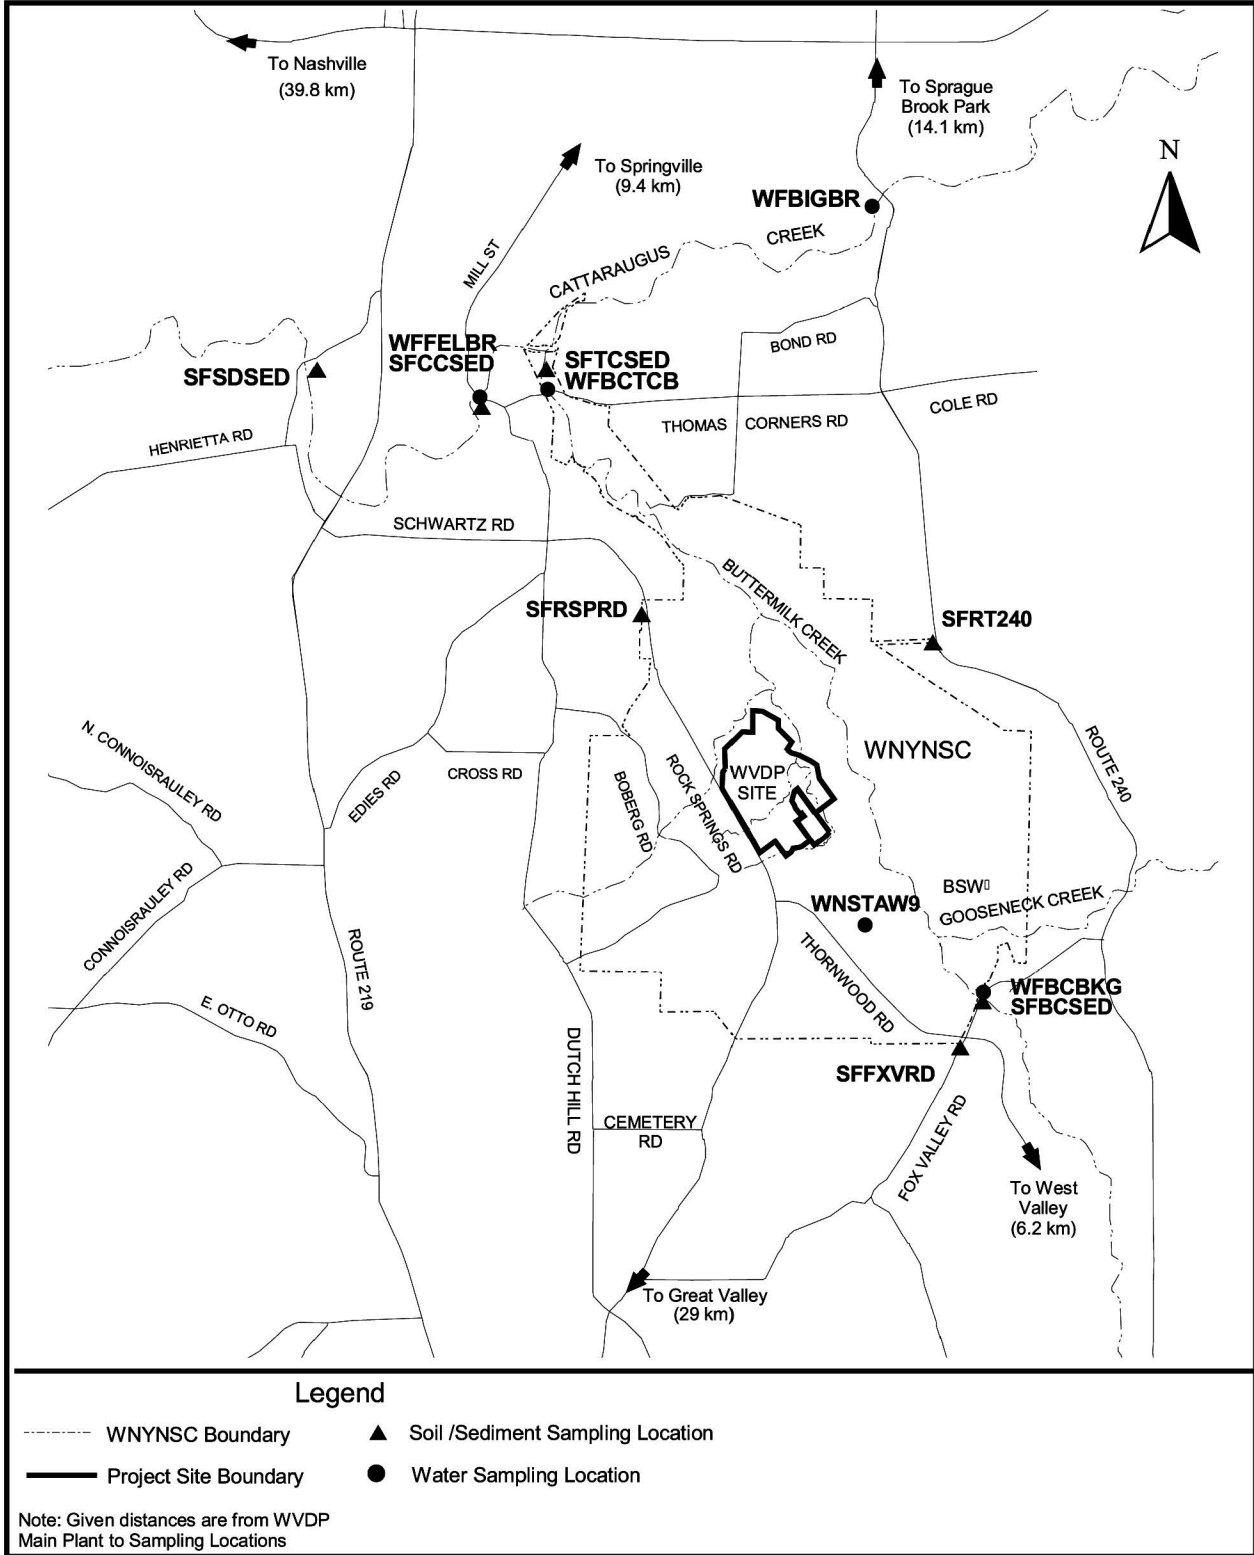 To Nashville
(39.8 km)
To Sprague
Brook Park
(14.1 km)
N
To Springville
(9.4 km)
WFBIGBR
MILL ST
CATTARAUGUS
CREEK
WFFELBR
SFCCSED
SFTCSED
WFBCTCB
SFSDSED
BOND RD
COLE RD
THOMAS
CORNERS RD
HENRIETTA RD
SCHWARTZ RD
BUTTERMILK CREEK
SFRSPRD
SFRT240
WNYNSC
ROUTE 240
N. CONNOISRAULEY RD
EDIES RD
CROSS RD
BOBERG RD
ROCK SPRINGS RD
WVDP
SITE
CONNOISRAULEY RD
BSW
GOOSENECK CREEK
WNSTAW9
THORNWOOD RD
ROUTE 219
E. OTTO RD
WFBCBKG
SFBCSED
SFFXVRD
DUTCH HILL RD
CEMETERY
RD
FOX VALLEY RD
To West
Valley
(6.2 km)
To Great Valley
(29 km)
Legend
WNYNSC Boundary
Soil /Sediment Sampling Location
Project Site Boundary
Water Sampling Location
Note: Given distances are from WVDP
Main Plant to Sampling Locations